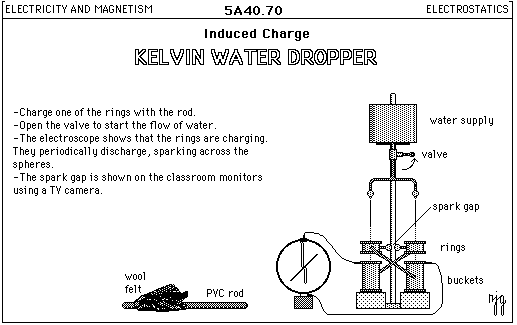 ELECTRICITY AND MAGNETISM 5A40.70 ELECTROSTATICS
Induced Charge
KELVIN WATER DROPPER
-Charge one of the rings with the rod.
-Open the valve to start the flow of water.
-The electroscope shows that the rings are charging.
They periodically discharge, sparking across the
spheres.
-The spark gap is shown on the classroom monitors
using a TV camera.
water supply
valve
spark gap
rings
buckets
wool
felt
PVC rod
njg